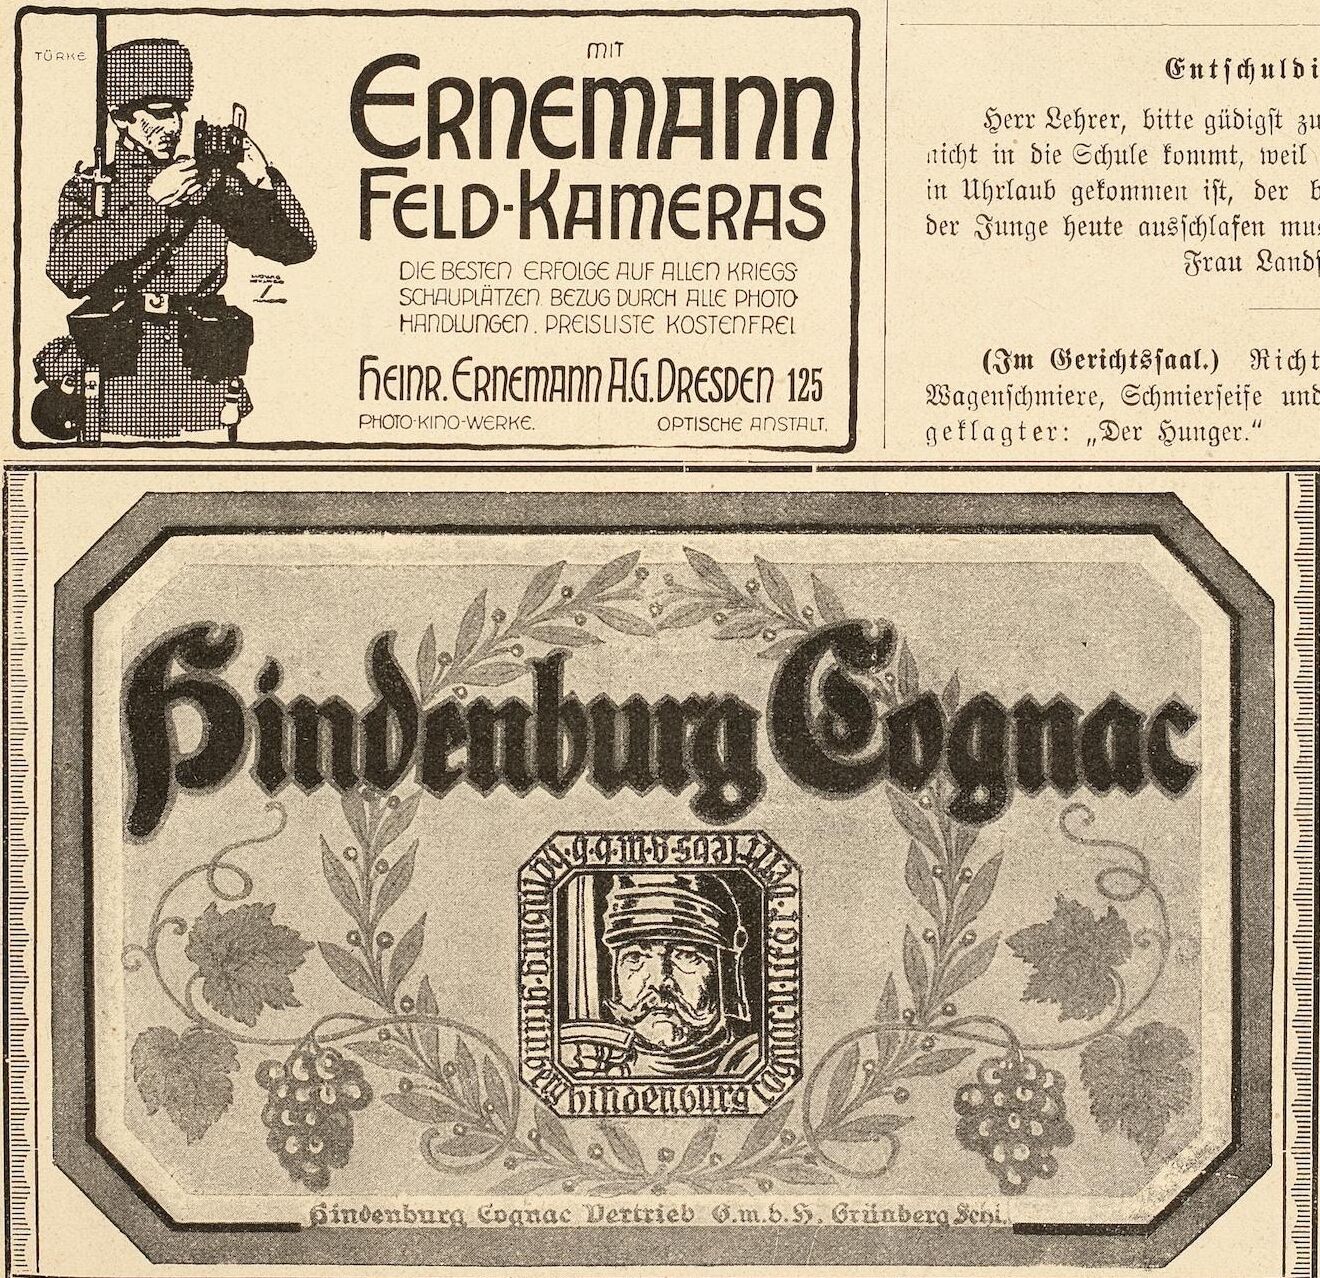 TÜRKE
MIT
ERNEMANN
FELD-KAMERAS
DIE BESTEN ERFOLGE AUF ALLEN KRIEGS-
SCHAUPLÄTZEN. BEZUG DURCH ALLE PHOTO-
HANDLUNGEN. PREISLISTE KOSTENFREI
HEINR. ERNEMANN A.G. DRESDEN 125
PHOTO-KINO-WERKE. OPTISCHE ANSTALT.
Entschuldi
Herr Lehrer, bitte güdigst zu
nicht in die Schule kommt, weil
in Uhrlaub gekommen ist, der b
der Junge heute ausschlafen mus
Frau Lands
(Im Gerichtssaal.) Richt
Wagenschmiere, Schmierseife und
geklagter: „Der Hunger.“
Hindenburg Cognac
hindenburg
Hindenburg Cognac Vertrieb G.m.b.H. Grünberg Schl.